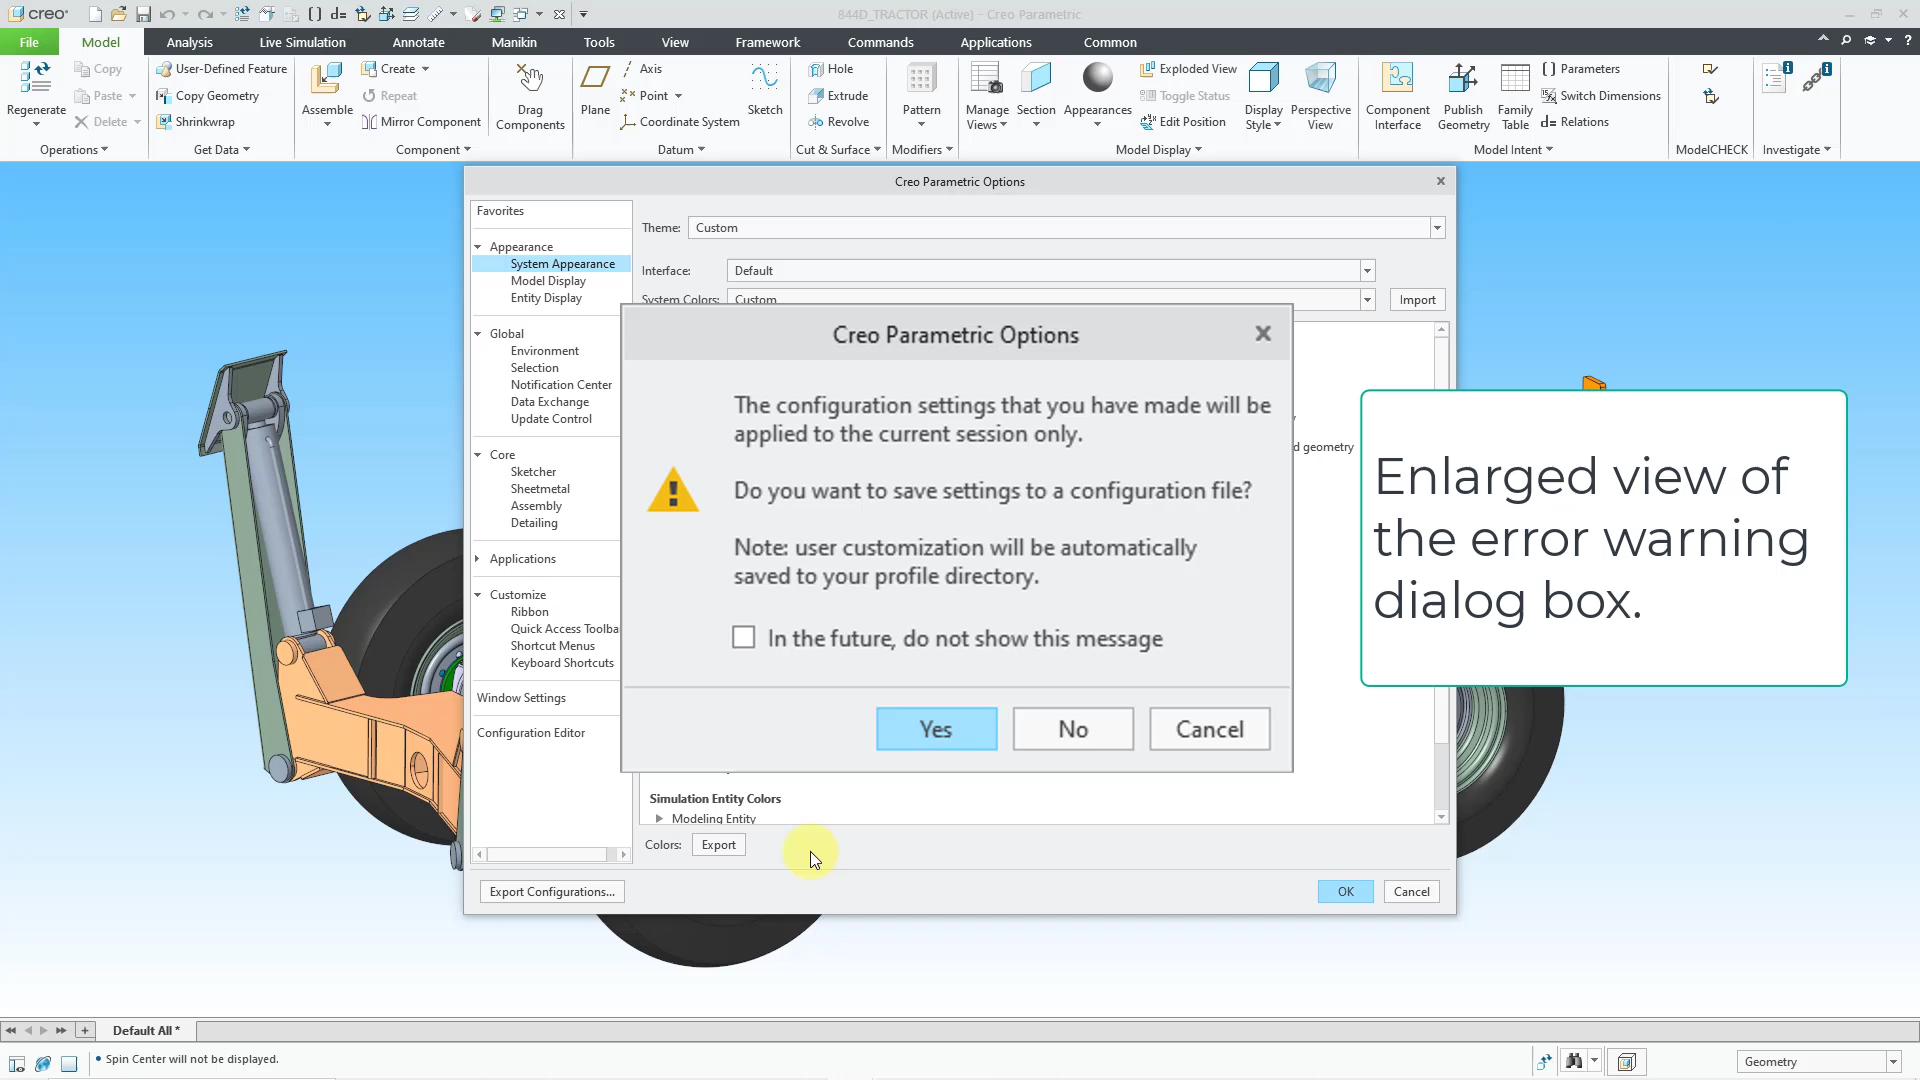 creo
844D_TRACTOR (Active) - Creo Parametric
File Model Analysis Live Simulation Annotate Manikin Tools View Framework Commands Applications Common
Regenerate
Copy
Paste
Delete
Operations
User-Defined Feature
Copy Geometry
Shrinkwrap
Get Data
Assemble
Create
Repeat
Mirror Component
Component
Drag
Components
Plane
Axis
Point
Coordinate System
Sketch
Datum
Hole
Extrude
Revolve
Cut & Surface
Pattern
Modifiers
Manage
Views
Section
Appearances
Exploded View
Toggle Status
Edit Position
Display
Style
Perspective
View
Model Display
Component
Interface
Publish
Geometry
Family
Table
Parameters
Switch Dimensions
d= Relations
Model Intent
ModelCHECK
Investigate
Creo Parametric Options
Favorites
Appearance
System Appearance
Model Display
Entity Display
Global
Environment
Selection
Notification Center
Data Exchange
Update Control
Core
Sketcher
Sheetmetal
Assembly
Detailing
Applications
Customize
Ribbon
Quick Access Toolba
Shortcut Menus
Keyboard Shortcuts
Window Settings
Configuration Editor
Theme: Custom
Interface: Default
System Colors: Custom Import
d geometry
Creo Parametric Options
The configuration settings that you have made will be
applied to the current session only.
Do you want to save settings to a configuration file?
Note: user customization will be automatically
saved to your profile directory.
In the future, do not show this message
Yes No Cancel
Enlarged view of
the error warning
dialog box.
Simulation Entity Colors
Modeling Entity
Colors: Export
Export Configurations... OK Cancel
Default All *
Spin Center will not be displayed.
Geometry